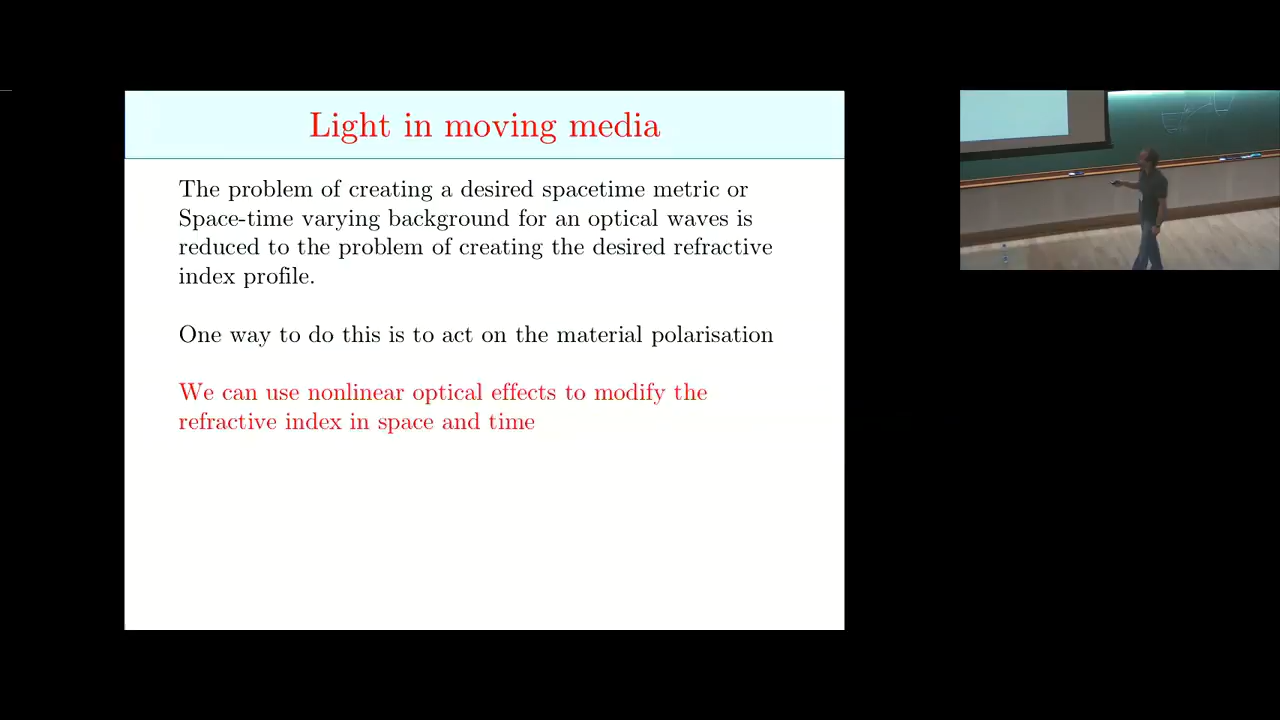 Light in moving media
The problem of creating a desired spacetime metric or
Space-time varying background for an optical waves is
reduced to the problem of creating the desired refractive
index profile.
One way to do this is to act on the material polarisation
We can use nonlinear optical effects to modify the
refractive index in space and time